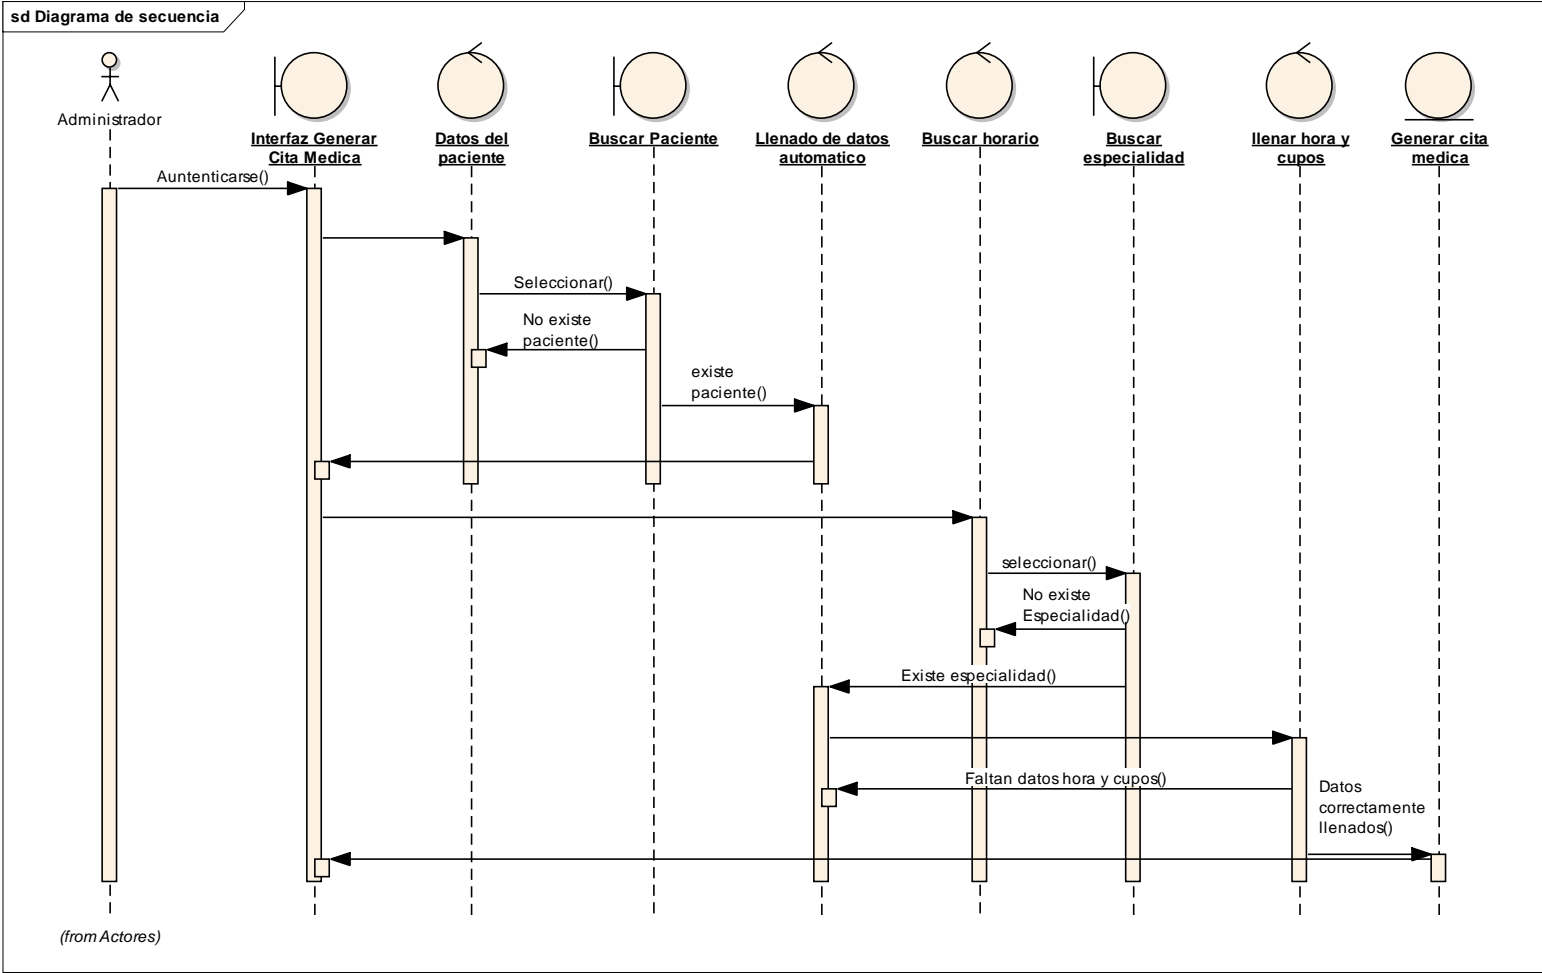 sd Diagrama de secuencia
Administrador
Interfaz Generar
Cita Medica
Datos del
paciente
Buscar Paciente
Llenado de datos
automatico
Buscar horario
Buscar
especialidad
llenar hora y
cupos
Generar cita
medica
Auntenticarse()
Seleccionar()
No existe
paciente()
existe
paciente()
seleccionar()
No existe
Especialidad()
Existe especialidad()
Faltan datos hora y cupos()
Datos
correctamente
llenados()
(from Actores)